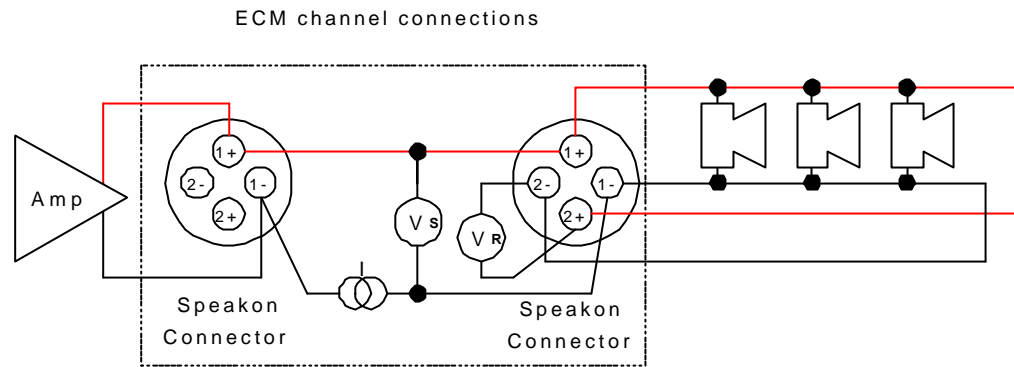 ECM channel connections
Amp
1+
2-
1-
2+
V S
V R
I
1+
2-
1-
2+
Speakon
Connector
Speakon
Connector